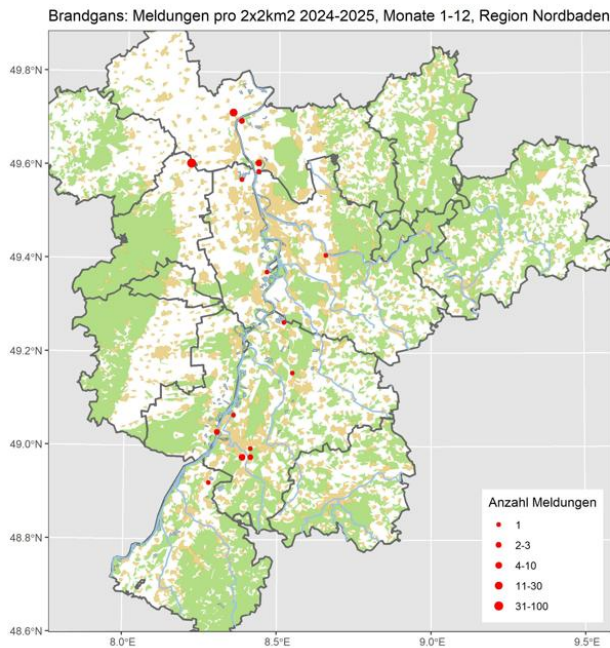 Brandgans: Meldungen pro 2x2km2 2024-2025, Monate 1-12, Region Nordbaden
49.8°N
49.6°N
49.4°N
49.2°N
49.0°N
48.8°N
48.6°N
8.0°E
8.5°E
9.0°E
9.5°E
Anzahl Meldungen
1
2-3
4-10
11-30
31-100